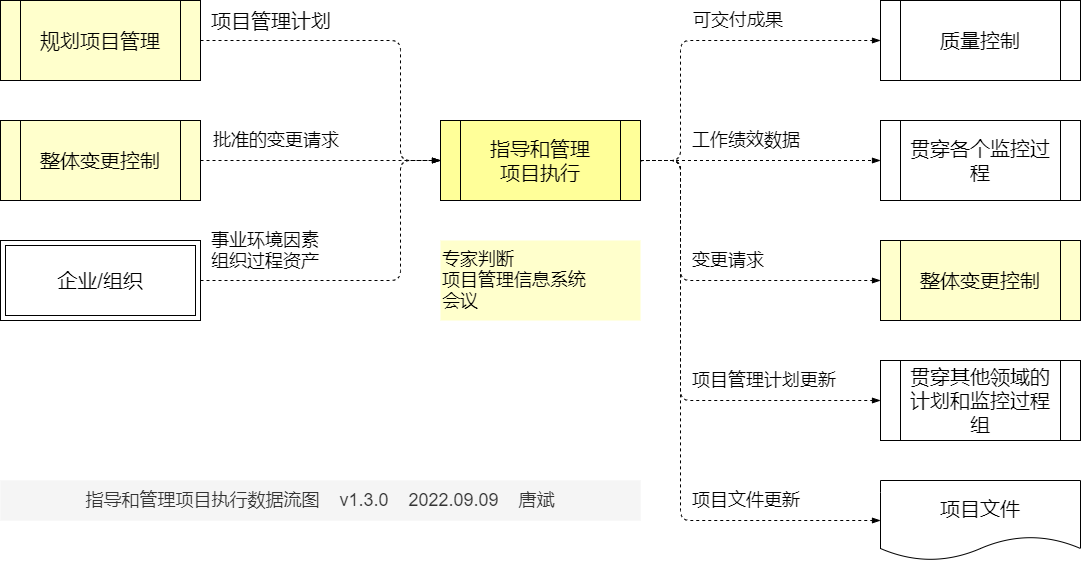 规划项目管理
项目管理计划
可交付成果
质量控制
整体变更控制
批准的变更请求
指导和管理
项目执行
工作绩效数据
贯穿各个监控过
程
企业/组织
事业环境因素
组织过程资产
专家判断
项目管理信息系统
会议
变更请求
整体变更控制
项目管理计划更新
贯穿其他领域的
计划和监控过程
组
指导和管理项目执行数据流图 v1.3.0 2022.09.09 唐斌
项目文件更新
项目文件